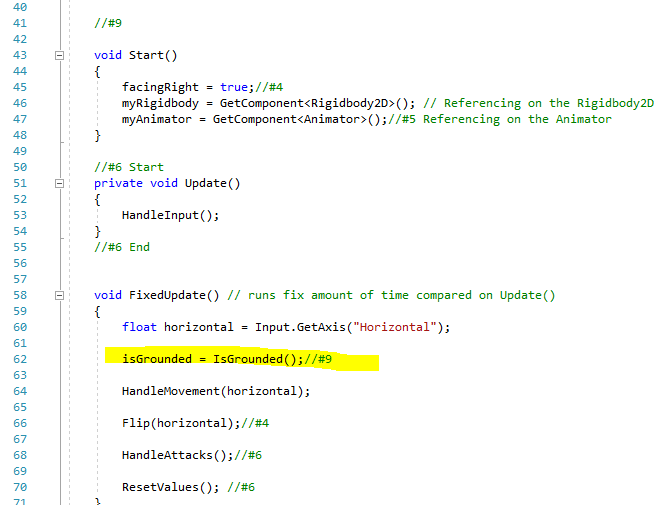 40
41 //#9
42
43 void Start()
44 {
45 facingRight = true;//#4
46 myRigidbody = GetComponent<Rigidbody2D>(); // Referencing on the Rigidbody2D
47 myAnimator = GetComponent<Animator>();//#5 Referencing on the Animator
48 }
49
50 //#6 Start
51 private void Update()
52 {
53 HandleInput();
54 }
55 //#6 End
56
57
58 void FixedUpdate() // runs fix amount of time compared on Update()
59 {
60 float horizontal = Input.GetAxis("Horizontal");
61
62 isGrounded = IsGrounded();//#9
63
64 HandleMovement(horizontal);
65
66 Flip(horizontal);//#4
67
68 HandleAttacks();//#6
69
70 ResetValues(); //#6
71 }